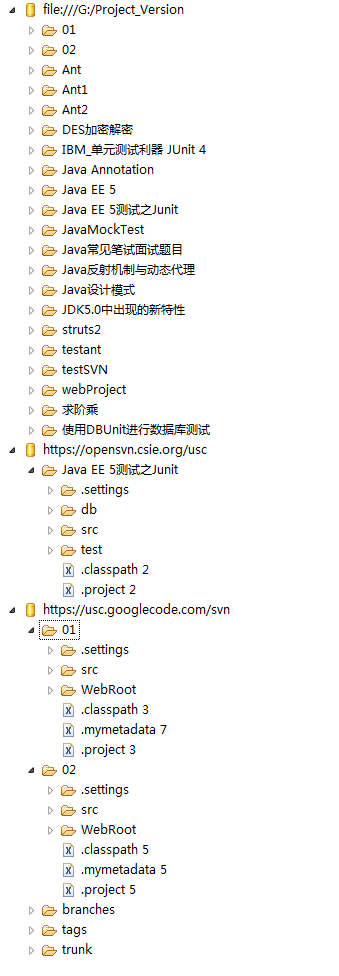 file:///G:/Project_Version
01
02
Ant
Ant1
Ant2
DES加密解密
IBM_单元测试利器 JUnit 4
Java Annotation
Java EE 5
Java EE 5测试之Junit
JavaMockTest
Java常见笔试面试题目
Java反射机制与动态代理
Java设计模式
JDK5.0中出现的新特性
struts2
testant
testSVN
webProject
求阶乘
使用DBUnit进行数据库测试
https://opensvn.csie.org/usc
Java EE 5测试之Junit
.settings
db
src
test
.classpath 2
.project 2
https://usc.googlecode.com/svn
01
.settings
src
WebRoot
.classpath 3
.mymetadata 7
.project 3
02
.settings
src
WebRoot
.classpath 5
.mymetadata 5
.project 5
branches
tags
trunk